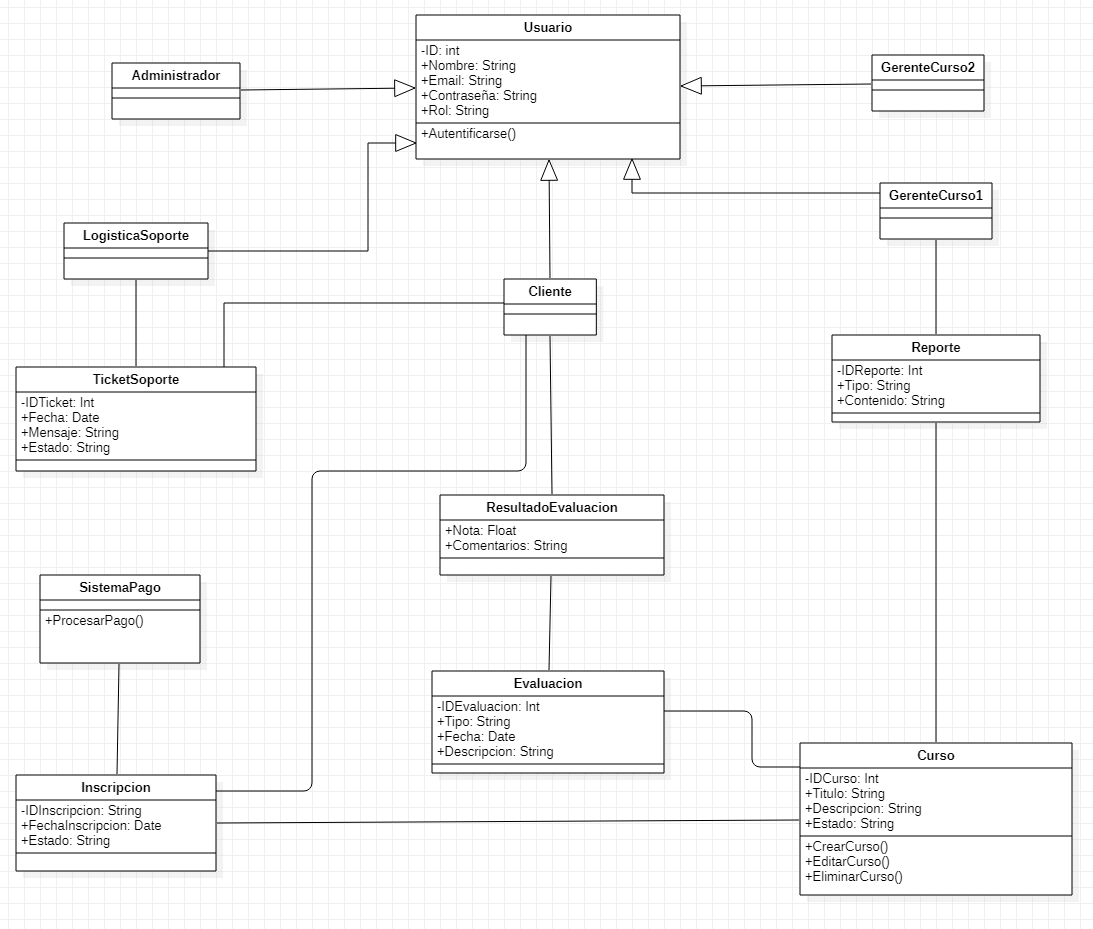 Usuario
-ID: int
+Nombre: String
+Email: String
+Contraseña: String
+Rol: String
+Autentificarse()
Administrador
GerenteCurso2
GerenteCurso1
LogisticaSoporte
Cliente
Reporte
-IDReporte: Int
+Tipo: String
+Contenido: String
TicketSoporte
-IDTicket: Int
+Fecha: Date
+Mensaje: String
+Estado: String
ResultadoEvaluacion
+Nota: Float
+Comentarios: String
SistemaPago
+ProcesarPago()
Evaluacion
-IDEvaluacion: Int
+Tipo: String
+Fecha: Date
+Descripcion: String
Curso
-IDCurso: Int
+Titulo: String
+Descripcion: String
+Estado: String
+CrearCurso()
+EditarCurso()
+EliminarCurso()
Inscripcion
-IDInscripcion: String
+FechaInscripcion: Date
+Estado: String